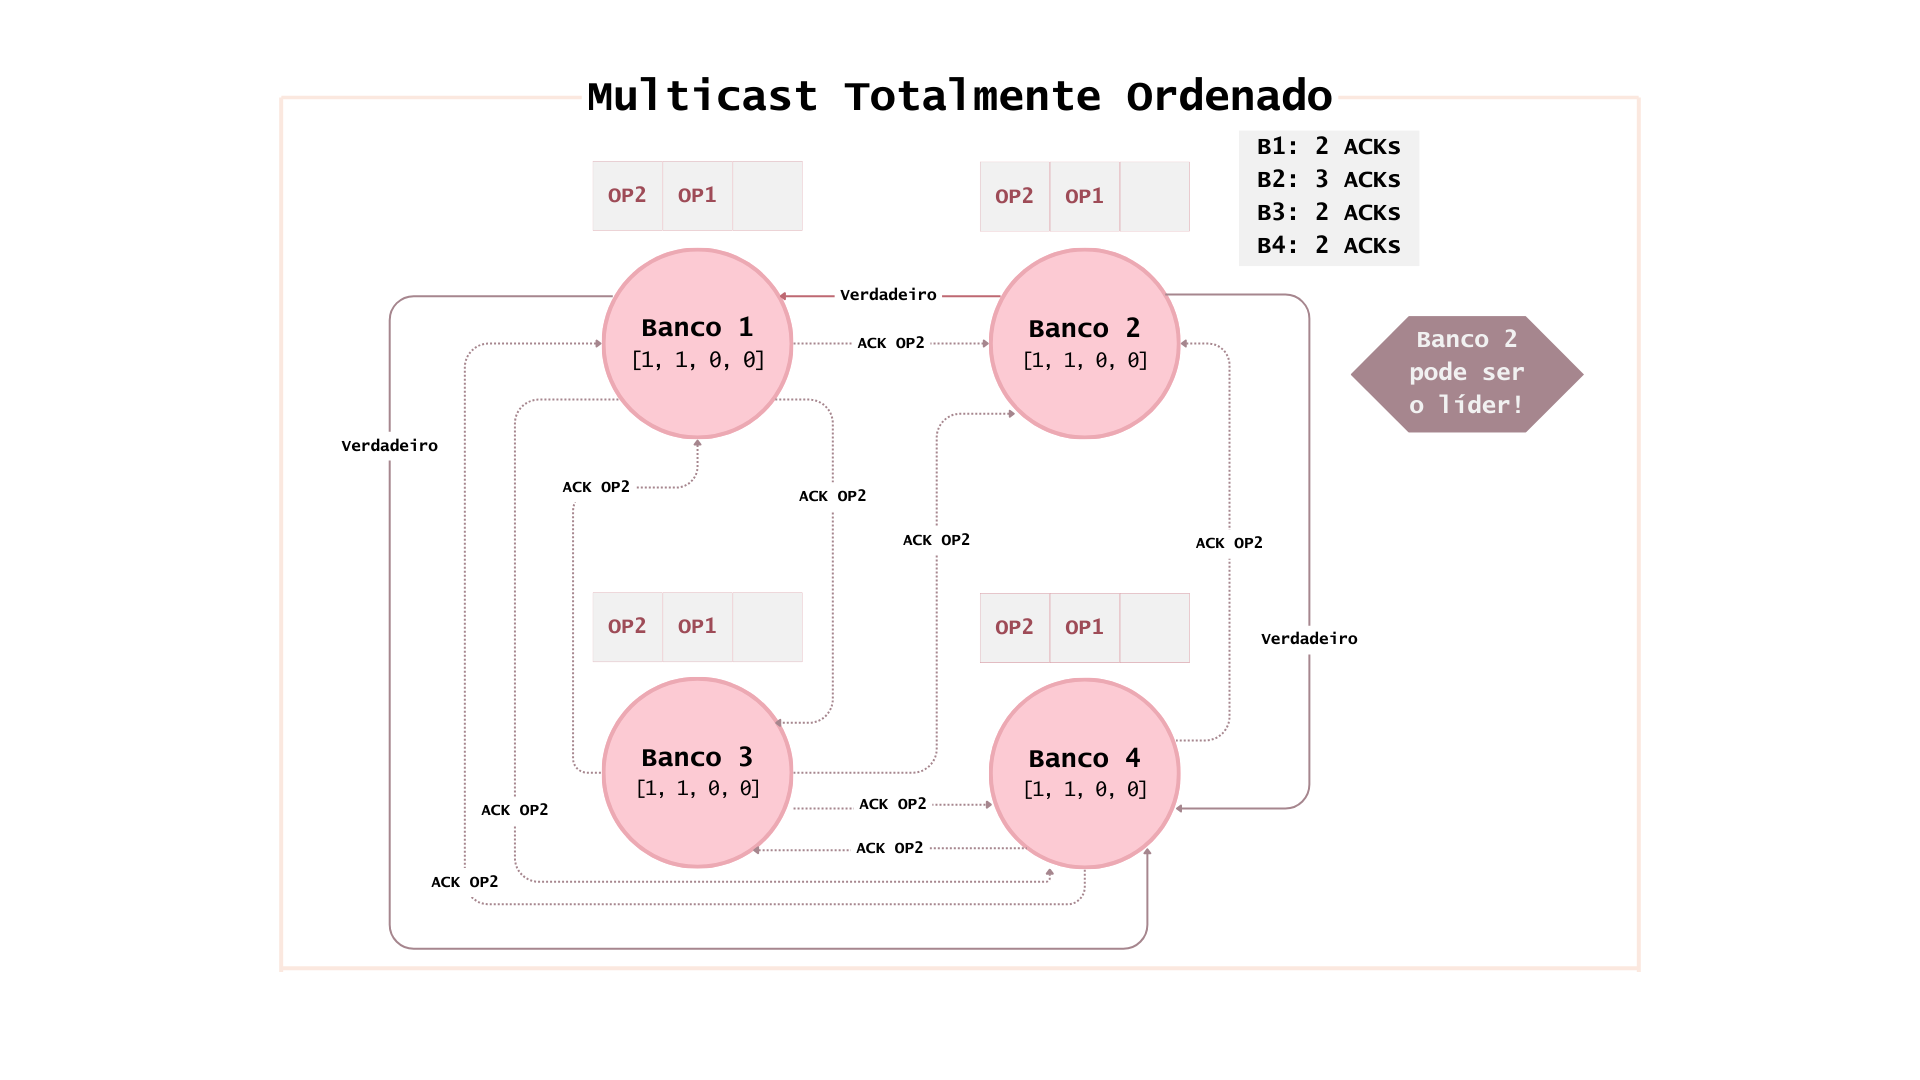 Multicast Totalmente Ordenado
B1: 2 ACKs
B2: 3 ACKs
B3: 2 ACKs
B4: 2 ACKs
OP2 OP1
OP2 OP1
Verdadeiro
Banco 1
[1, 1, 0, 0]
ACK OP2
Banco 2
[1, 1, 0, 0]
Banco 2
pode ser
o líder!
Verdadeiro
ACK OP2
ACK OP2
ACK OP2
ACK OP2
OP2 OP1
OP2 OP1
Verdadeiro
Banco 3
[1, 1, 0, 0]
Banco 4
[1, 1, 0, 0]
ACK OP2
ACK OP2
ACK OP2
ACK OP2